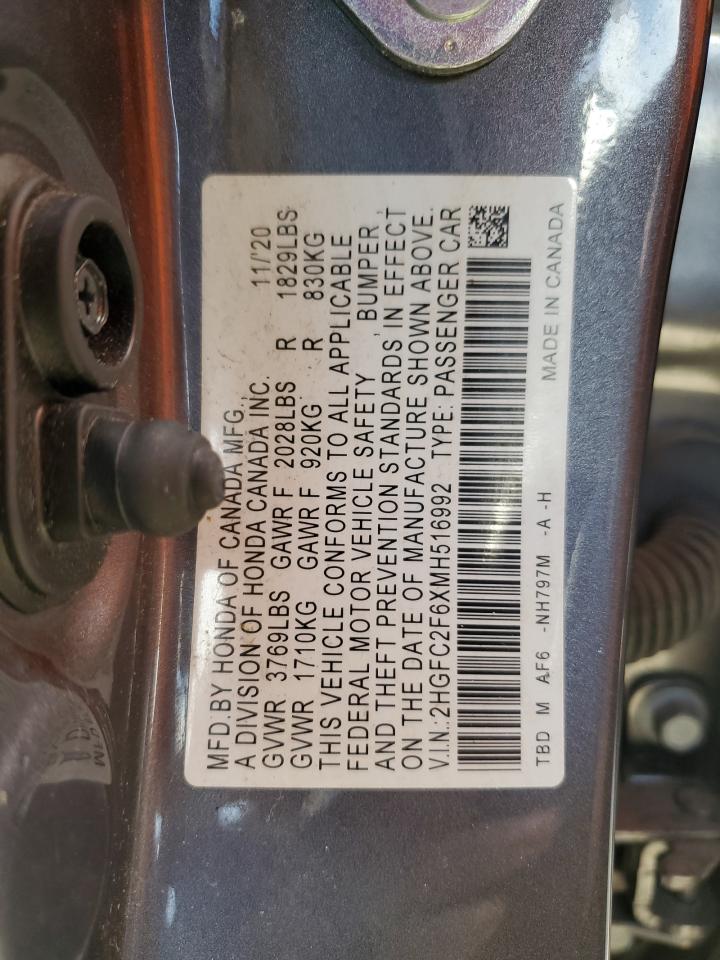 MFD.BY HONDA OF CANADA MFG.,
A DIVISION OF HONDA CANADA INC. 11/'20
GVWR 3769LBS GAWR F 2028LBS R 1829LBS
GVWR 1710KG GAWR F 920KG R 830KG
THIS VEHICLE CONFORMS TO ALL APPLICABLE
FEDERAL MOTOR VEHICLE SAFETY , BUMPER ,
AND THEFT PREVENTION STANDARDS IN EFFECT
ON THE DATE OF MANUFACTURE SHOWN ABOVE.
V.I.N.:2HGFC2F6XMH516992 TYPE: PASSENGER CAR
TBD M AF6 -NH797M -A -H MADE IN CANADA